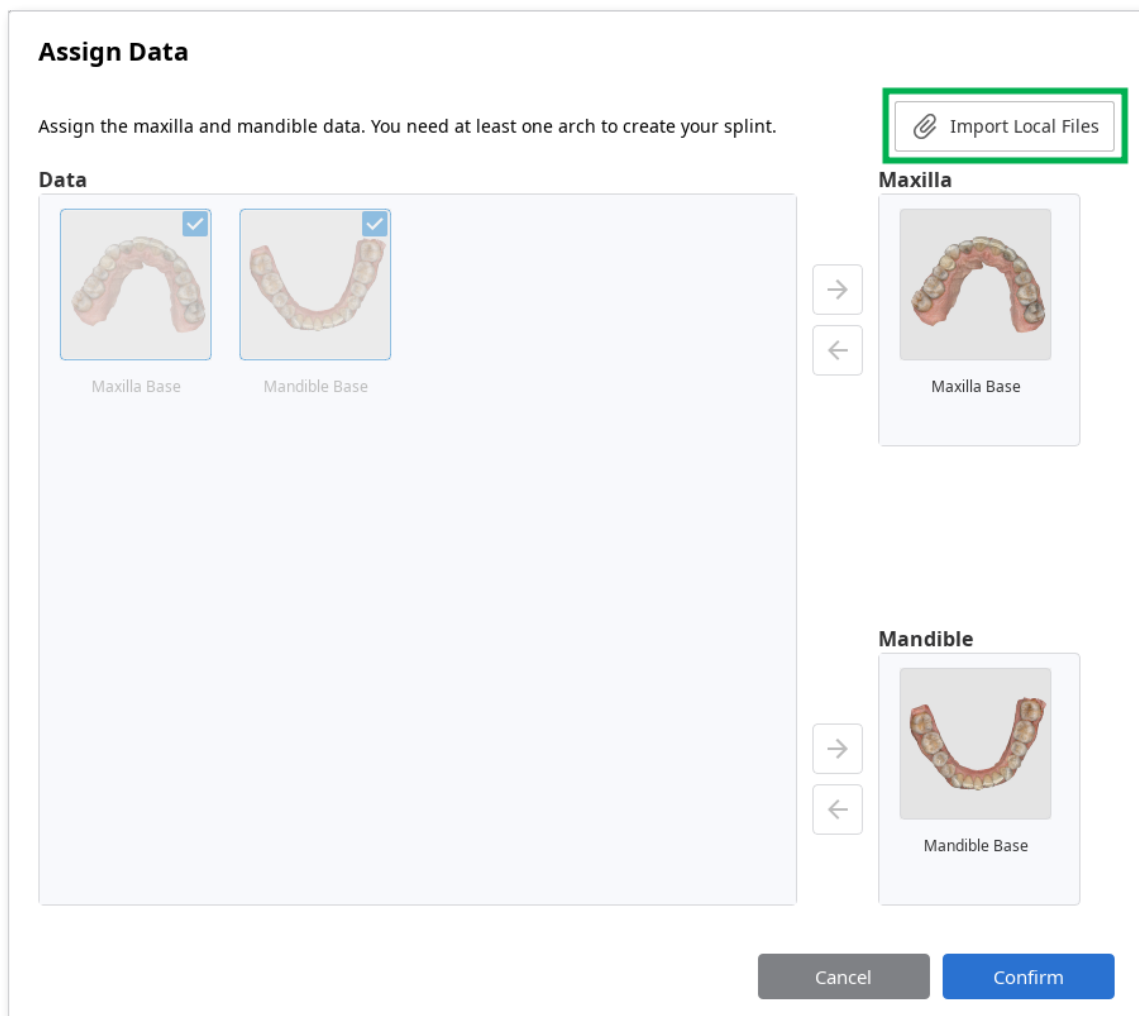 Assign Data
Assign the maxilla and mandible data. You need at least one arch to create your splint.
Import Local Files
Data
Maxilla
Maxilla Base
Mandible Base
Maxilla Base
Mandible
Mandible Base
Cancel
Confirm